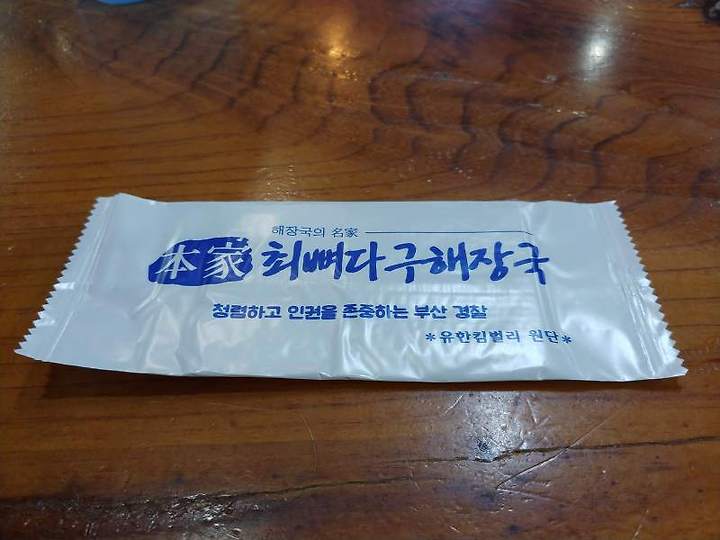 해장국의 名家
本家 최뼈다구해장국
청렴하고 인권을 존중하는 부산 경찰
*유한킴벌리 원단*